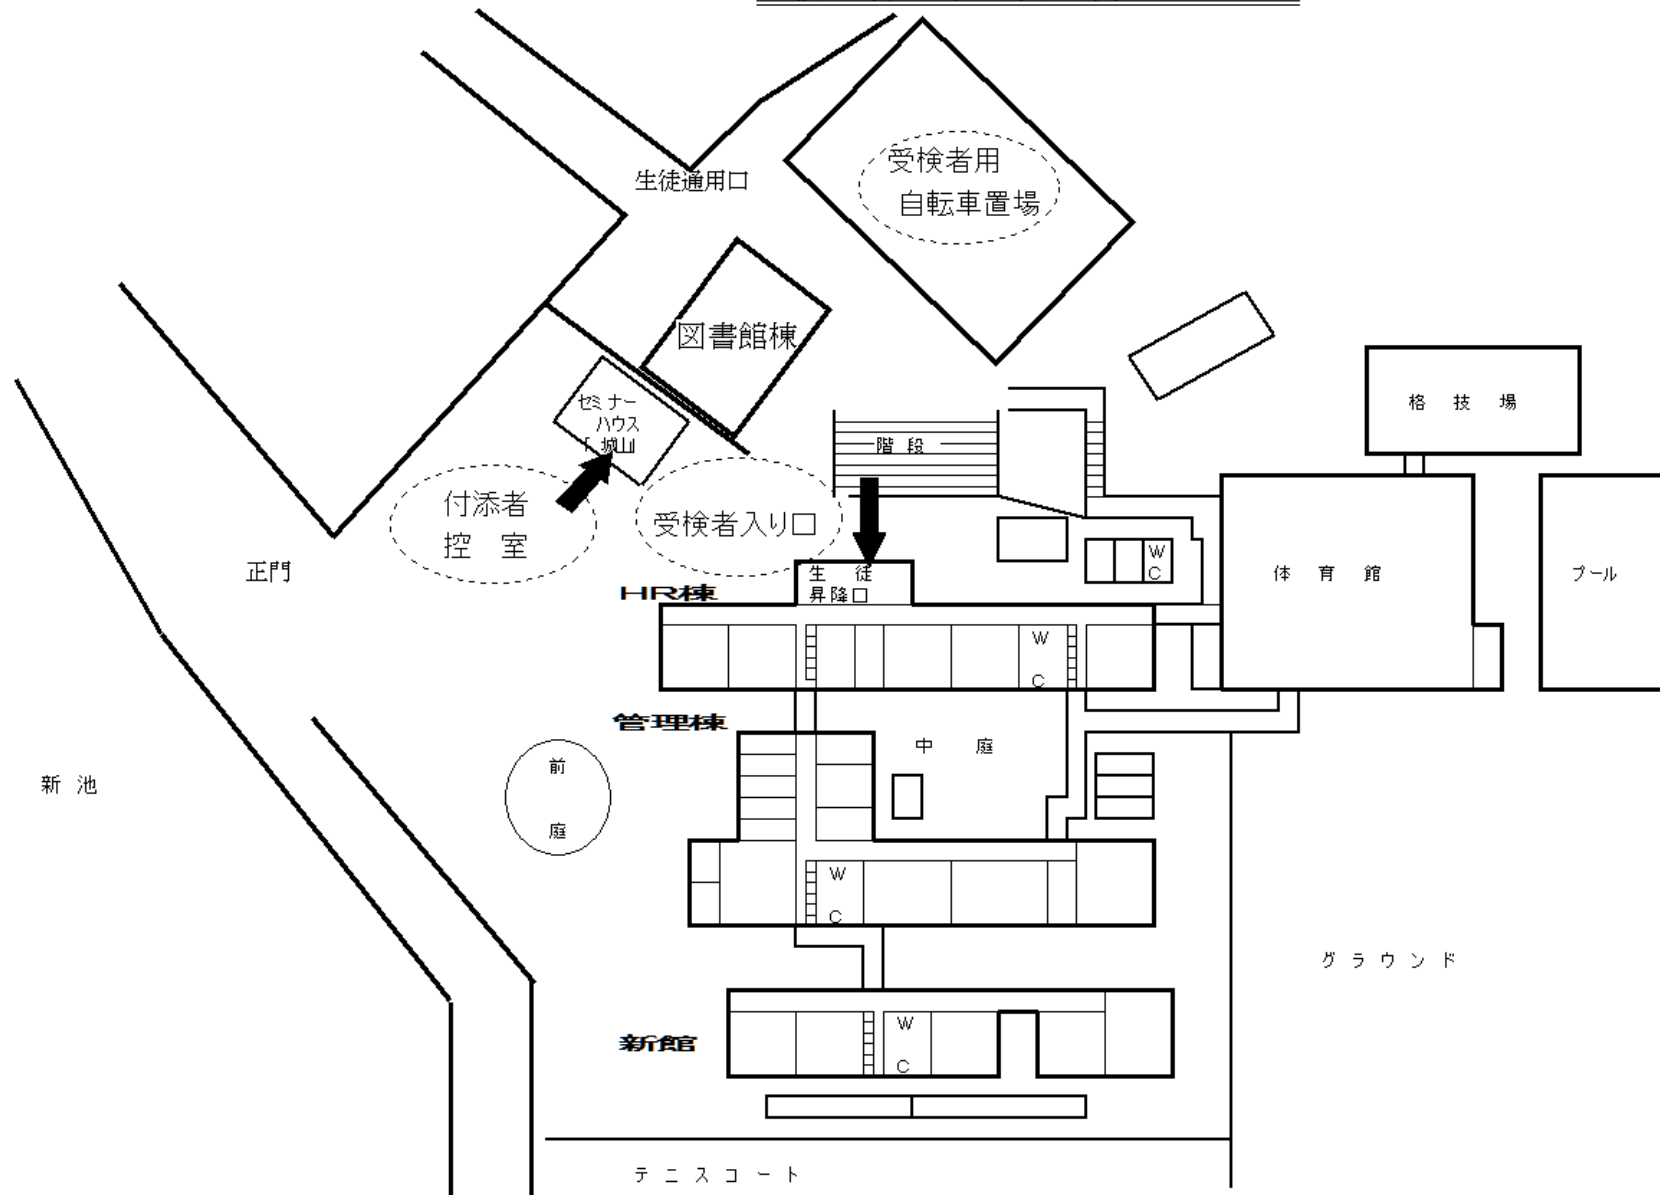 生徒通用口
受検者用
自転車置場
図書館棟
セミナー
ハウス
「城山
階段
格技場
付添者
控室
受検者入り口
正門
生徒
昇降口
WC
体育館
プール
HR棟
WC
管理棟
中庭
新池
前庭
WC
グラウンド
新館
WC
テニスコート